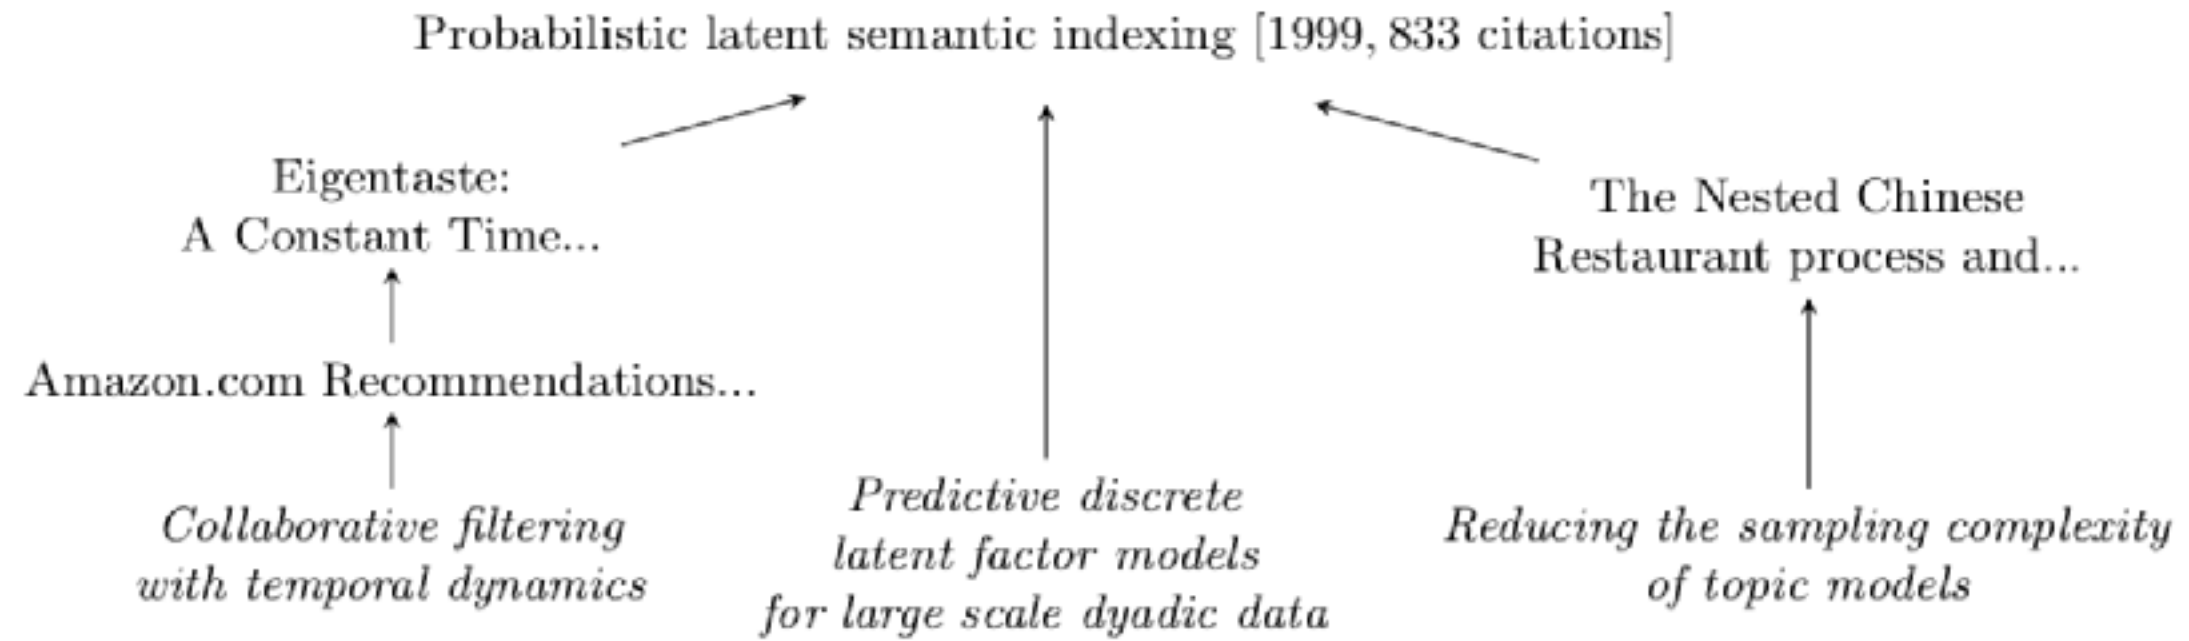 Probabilistic latent semantic indexing [1999, 833 citations]
Eigentaste:
A Constant Time...
The Nested Chinese
Restaurant process and...
Amazon.com Recommendations...
Collaborative filtering
with temporal dynamics
Predictive discrete
latent factor models
for large scale dyadic data
Reducing the sampling complexity
of topic models